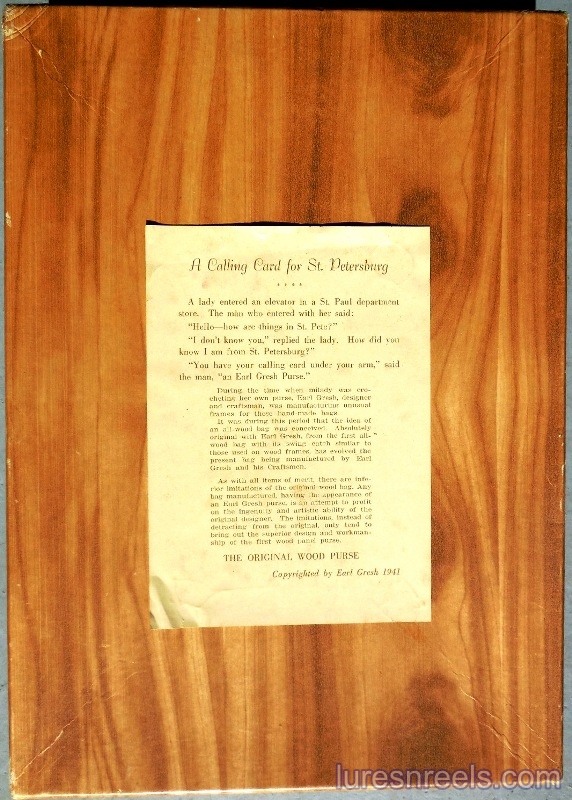 A Calling Card for St. Petersburg
* * * *
A lady entered an elevator in a St. Paul department
store. The man who entered with her said:
"Hello—how are things in St. Pete?"
"I don't know you," replied the lady. How did you
know I am from St. Petersburg?"
"You have your calling card under your arm," said
the man, "an Earl Gresh Purse."
During the time when milady was cro-
cheting her own purse, Earl Gresh, designer
and craftsman, was manufacturing unusual
frames for these hand-made bags.
It was during this period that the idea of
an all-wood bag was conceived. Absolutely
original with Earl Gresh, from the first all-
wood bag with its swing catch similar to
those used on wood frames, has evolved the
present bag being manufactured by Earl
Gresh and his Craftsmen.
As with all items of merit, there are infe-
rior imitations of the original wood bag. Any
bag manufactured, having the appearance of
an Earl Gresh purse, is an attempt to profit
on the ingenuity and artistic ability of the
original designer. The imitations, instead of
detracting from the original, only tend to
bring out the superior design and workman-
ship of the first wood panel purse.
THE ORIGINAL WOOD PURSE
Copyrighted by Earl Gresh 1941
luresnreels.com